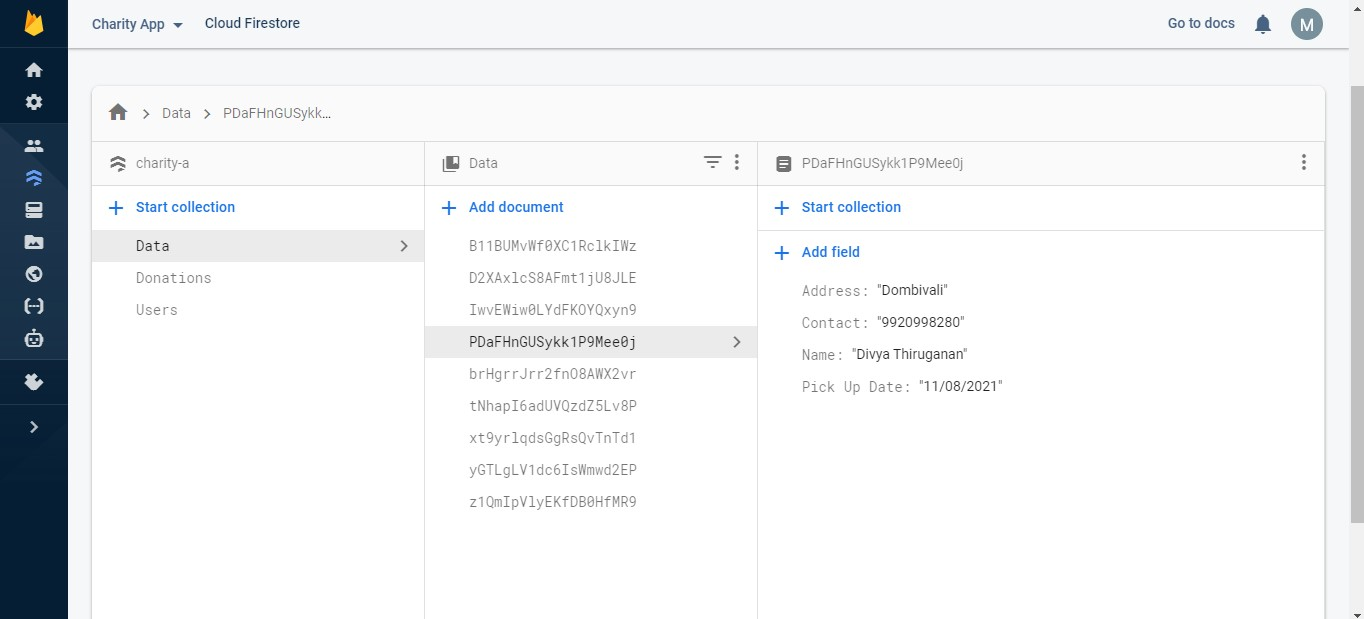 Charity App
Cloud Firestore
Go to docs
M
Data
PDaFHnGUSykk...
charity-a
Data
PDaFHnGUSykk1P9Mee0j
Start collection
Add document
Start collection
Data
Donations
Users
B11BUMvWf0XC1RclkIWz
D2XAxlcS8AFmt1jU8JLE
IwvEWiw0LYdFKOYQxyn9
PDaFHnGUSykk1P9Mee0j
brHgrrJrr2fnO8AWX2vr
tNhapI6adUVQzdZ5Lv8P
xt9yrlqdsGgRsQvTnTd1
yGTLgLV1dc6IsWmwd2EP
z1QmIpVlyEKfDB0HfMR9
Add field
Address: "Dombivali"
Contact: "9920998280"
Name: "Divya Thiruganan"
Pick Up Date: "11/08/2021"